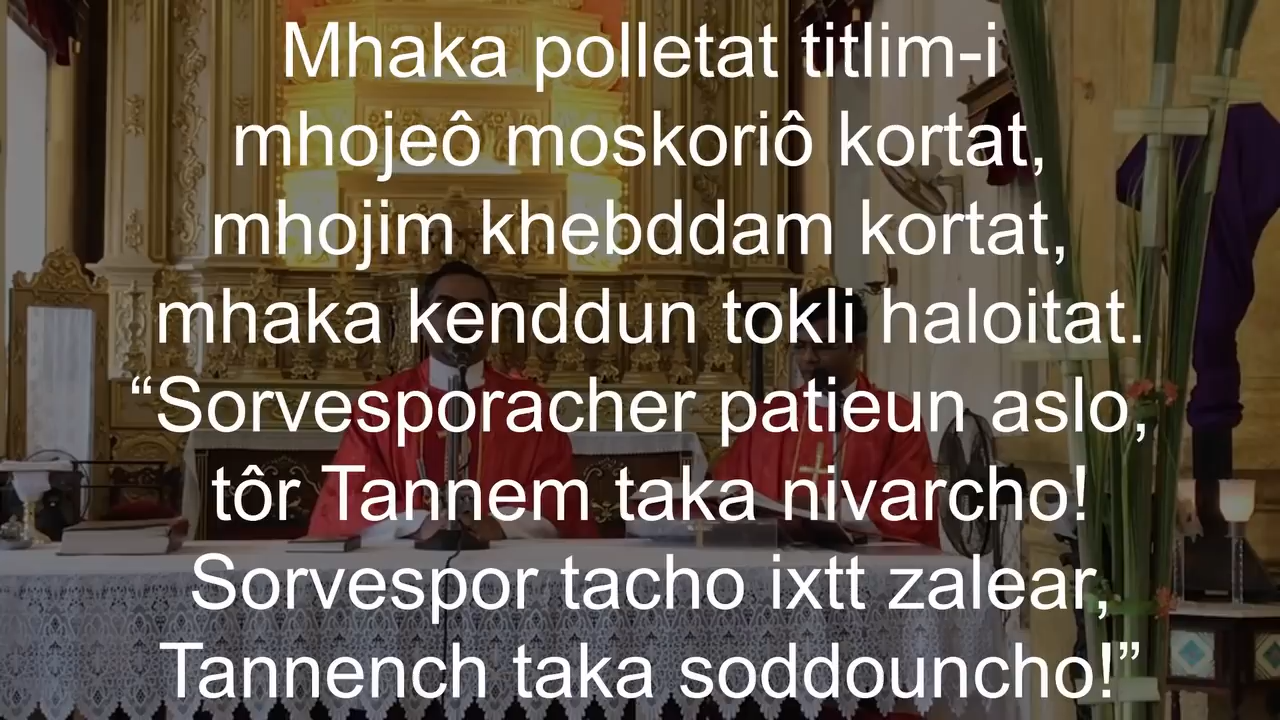 Mhaka polletat titlim-i
mhojeô moskoriô kortat,
mhojim khebddam kortat,
mhaka kenddun tokli haloitat.
“Sorvesporacher patieun aslo,
tôr Tannem taka nivarcho!
Sorvespor tacho ixtt zalear,
Tannench taka soddouncho!”